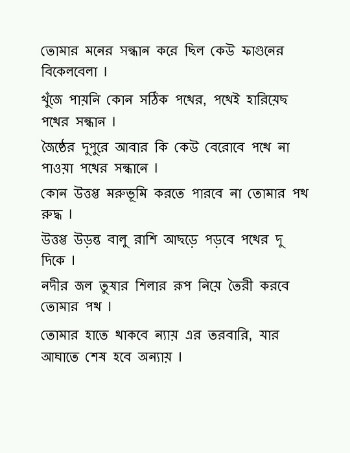 তোমার মনের সন্ধান করে ছিল কেউ ফাগুনের
বিকেলবেলা ।
খুঁজে পায়নি কোন সঠিক পথের, পথেই হারিয়েছ
পথের সন্ধান ।
জৈষ্ঠের দুপুরে আবার কি কেউ বেরোবে পথে না
পাওয়া পথের সন্ধানে ।
কোন উত্তপ্ত মরুভূমি করতে পারবে না তোমার পথ
রুদ্ধ ।
উত্তপ্ত উড়ন্ত বালু রাশি আছড়ে পড়বে পথের দু
দিকে ।
নদীর জল তুষার শিলার রূপ নিয়ে তৈরী করবে
তোমার পথ ।
তোমার হাতে থাকবে ন্যায় এর তরবারি, যার
আঘাতে শেষ হবে অন্যায় ।